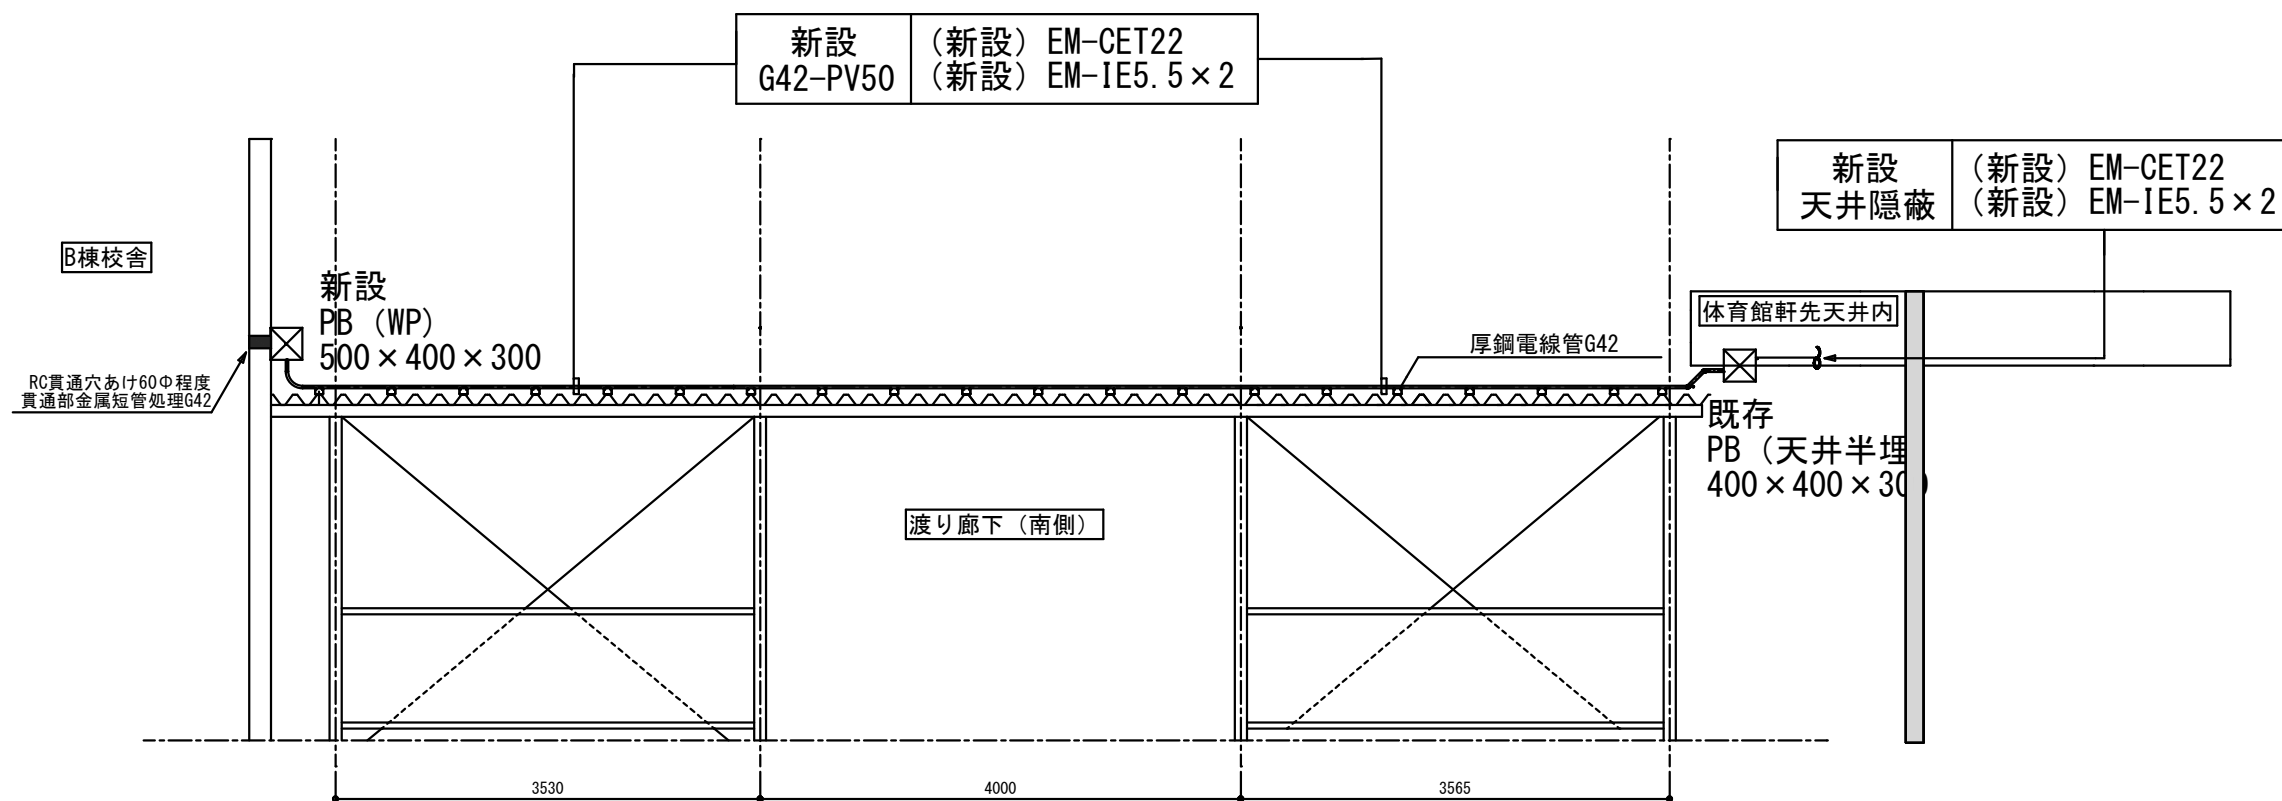 新設
G42-PV50
（新設）EM-CET22
（新設）EM-IE5.5×2
新設
天井隠蔽
（新設）EM-CET22
（新設）EM-IE5.5×2
B棟校舎
新設
PB（WP）
500×400×300
体育館軒先天井内
厚鋼電線管G42
RC貫通穴あけ60Φ程度
貫通部金属短管処理G42
既存
PB（天井半埋
400×400×300
渡り廊下（南側）
3530
4000
3565